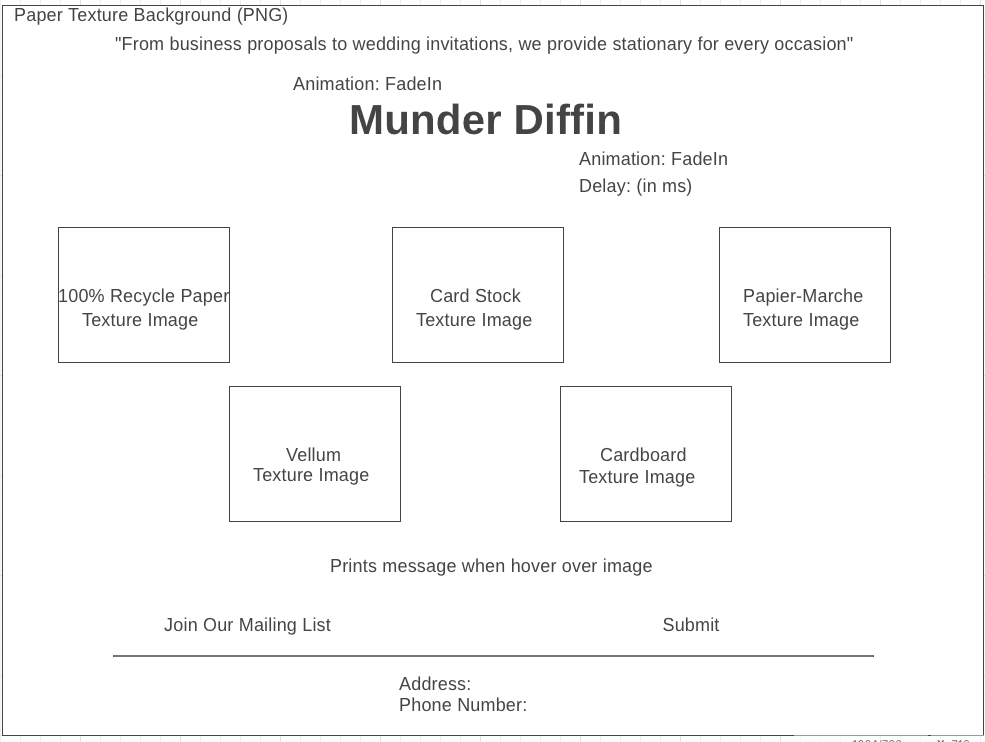 Paper Texture Background (PNG)
"From business proposals to wedding invitations, we provide stationary for every occasion"
Animation: FadeIn
Munder Diffin
Animation: FadeIn
Delay: (in ms)
100% Recycle Paper
Texture Image
Card Stock
Texture Image
Papier-Marche
Texture Image
Vellum
Texture Image
Cardboard
Texture Image
Prints message when hover over image
Join Our Mailing List
Submit
Address:
Phone Number: